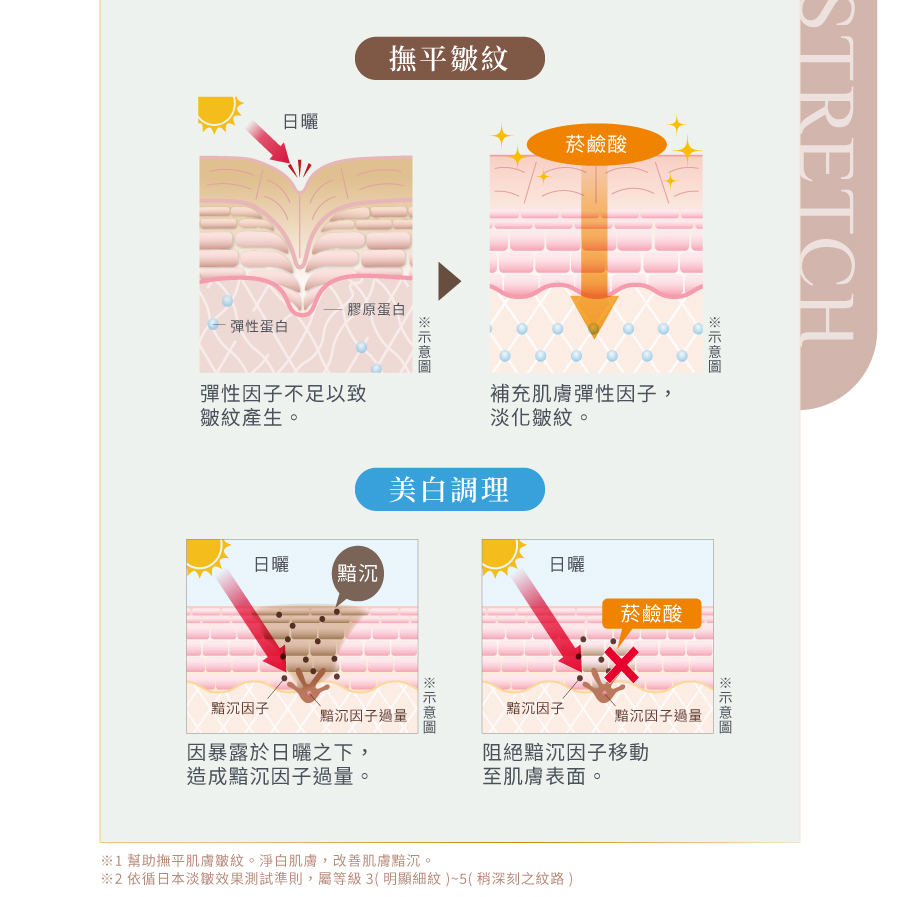 STRETCH
撫平皺紋
日曬
菸鹼酸
彈性蛋白
膠原蛋白
※示意圖
※示意圖
彈性因子不足以致
皺紋產生。
補充肌膚彈性因子，
淡化皺紋。
美白調理
日曬
黯沉
日曬
菸鹼酸
黯沉因子
黯沉因子過量
※示意圖
黯沉因子
黯沉因子過量
※示意圖
因暴露於日曬之下，
造成黯沉因子過量。
阻絕黯沉因子移動
至肌膚表面。
※1 幫助撫平肌膚皺紋。淨白肌膚，改善肌膚黯沉。
※2 依循日本淡皺效果測試準則，屬等級 3( 明顯細紋 )~5( 稍深刻之紋路 )